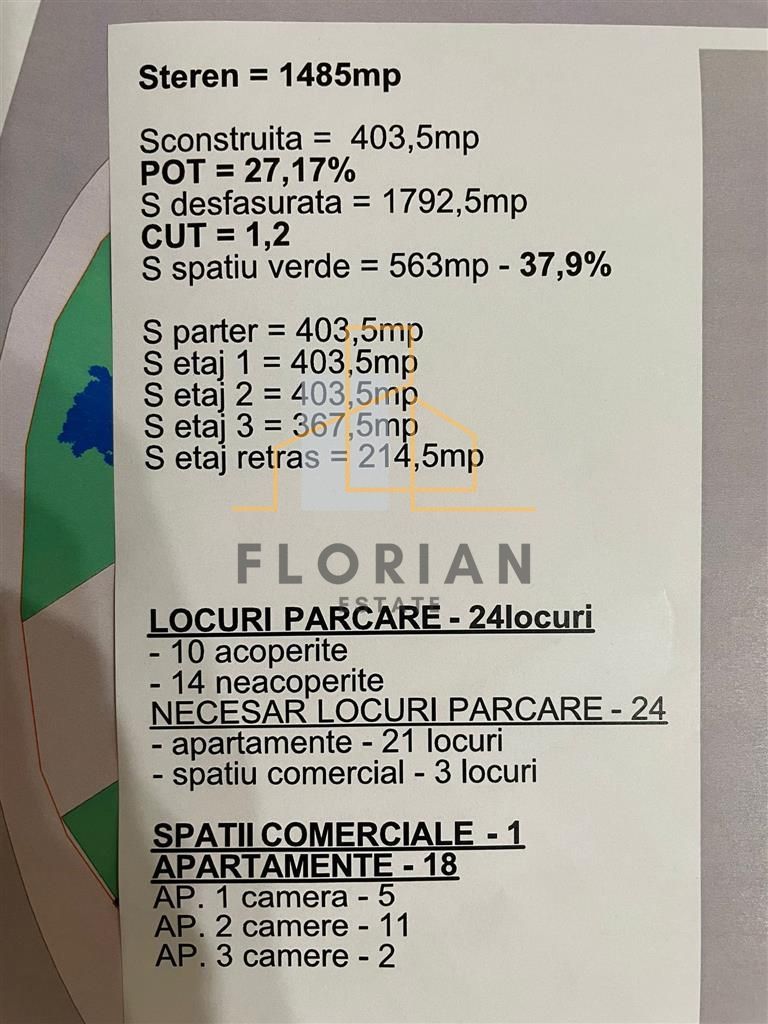 Steren = 1485mp
Sconstruita = 403,5mp
POT = 27,17%
S desfasurata = 1792,5mp
CUT = 1,2
S spatiu verde = 563mp - 37,9%
S parter = 403,5mp
S etaj 1 = 403,5mp
S etaj 2 = 403,5mp
S etaj 3 = 367,5mp
S etaj retras = 214,5mp
FLORIAN
ESTATE
LOCURI PARCARE - 24locuri
- 10 acoperite
- 14 neacoperite
NECESAR LOCURI PARCARE - 24
- apartamente - 21 locuri
- spatiu comercial - 3 locuri
SPATII COMERCIALE - 1
APARTAMENTE - 18
AP. 1 camera - 5
AP. 2 camere - 11
AP. 3 camere - 2